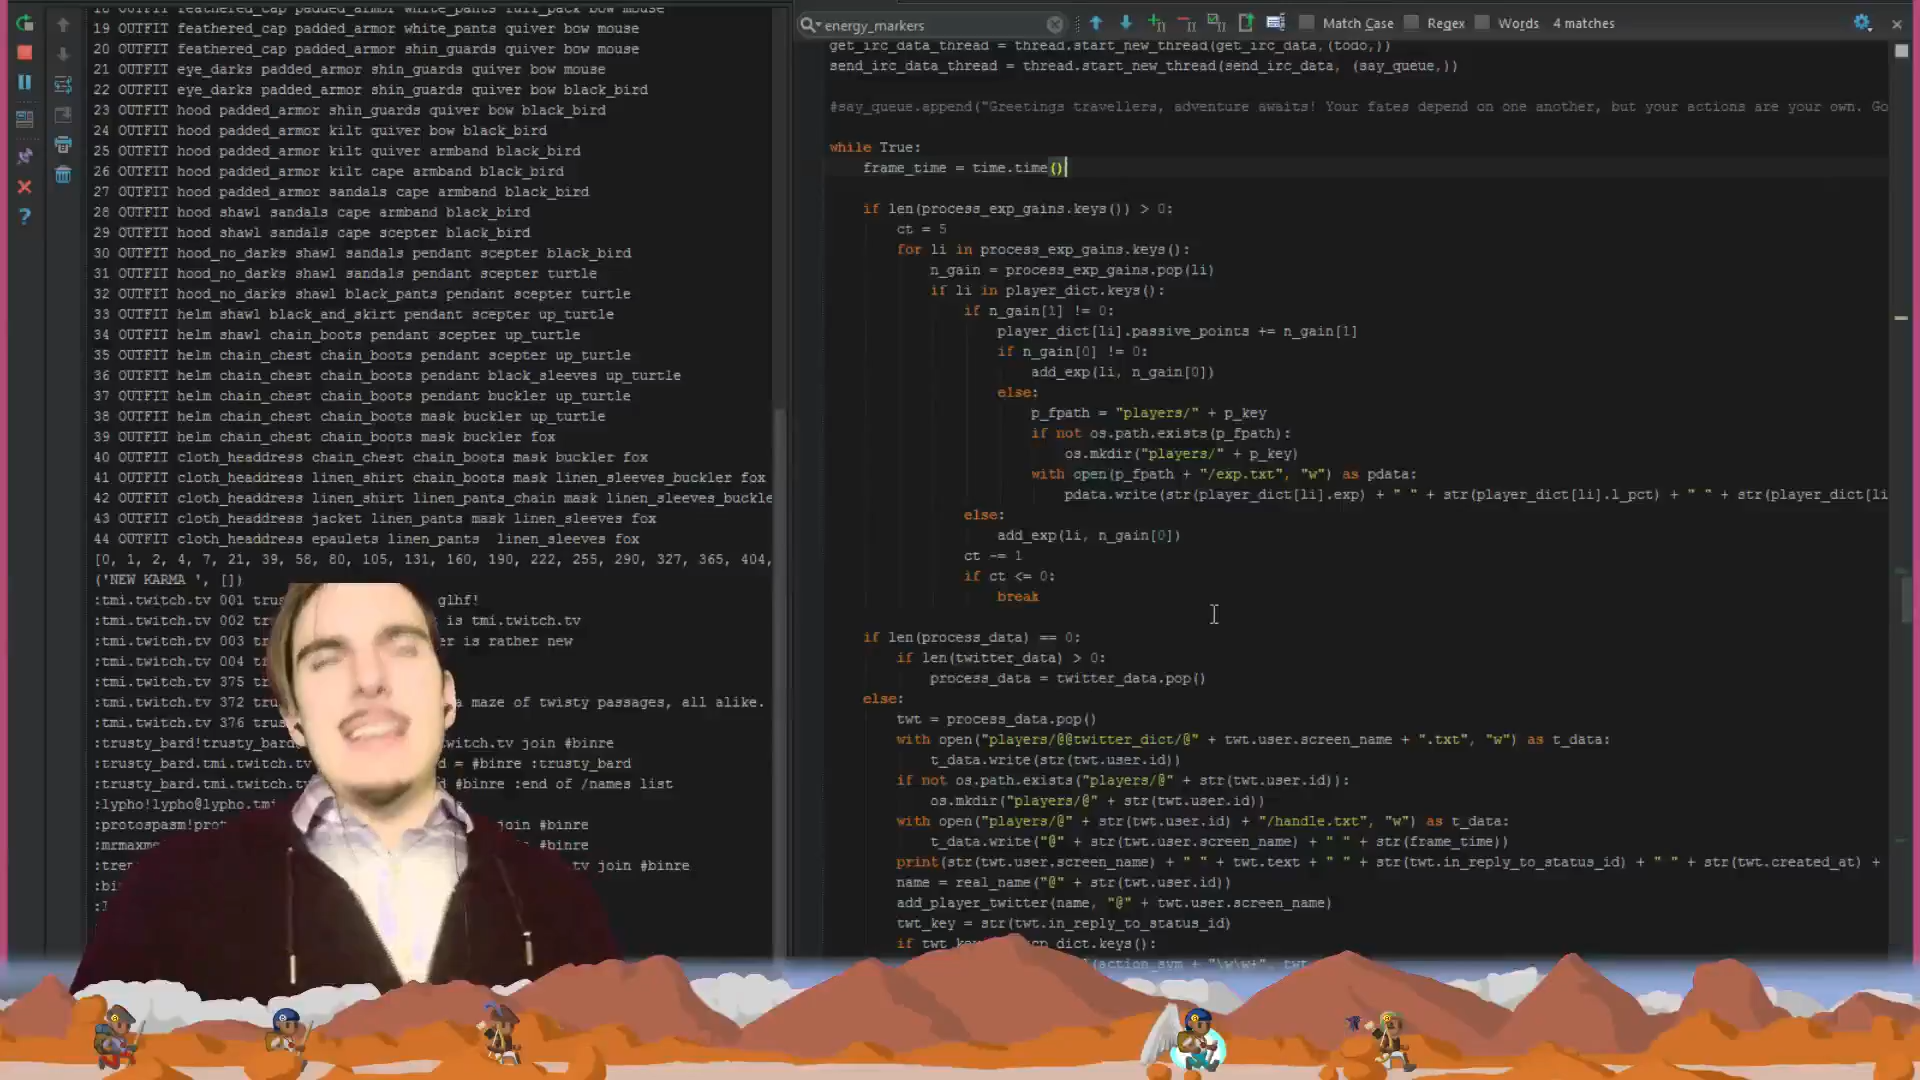 18 OUTFIT feathered_cap padded_armor white_pants full_pack bow mouse
19 OUTFIT feathered_cap padded_armor white_pants quiver bow mouse
20 OUTFIT feathered_cap padded_armor shin_guards quiver bow mouse
21 OUTFIT eye_darks padded_armor shin_guards quiver bow mouse
22 OUTFIT eye_darks padded_armor shin_guards quiver bow black_bird
23 OUTFIT hood padded_armor shin_guards quiver bow black_bird
24 OUTFIT hood padded_armor kilt quiver bow black_bird
25 OUTFIT hood padded_armor kilt quiver armband black_bird
26 OUTFIT hood padded_armor kilt cape armband black_bird
27 OUTFIT hood padded_armor sandals cape armband black_bird
28 OUTFIT hood shawl sandals cape armband black_bird
29 OUTFIT hood shawl sandals cape scepter black_bird
30 OUTFIT hood_no_darks shawl sandals pendant scepter black_bird
31 OUTFIT hood_no_darks shawl sandals pendant scepter turtle
32 OUTFIT hood_no_darks shawl black_pants pendant scepter turtle
33 OUTFIT helm shawl black_and_skirt pendant scepter up_turtle
34 OUTFIT helm shawl chain_boots pendant scepter up_turtle
35 OUTFIT helm chain_chest chain_boots pendant scepter up_turtle
36 OUTFIT helm chain_chest chain_boots pendant black_sleeves up_turtle
37 OUTFIT helm chain_chest chain_boots pendant buckler up_turtle
38 OUTFIT helm chain_chest chain_boots mask buckler up_turtle
39 OUTFIT helm chain_chest chain_boots mask buckler fox
40 OUTFIT cloth_headdress chain_chest chain_boots mask buckler fox
41 OUTFIT cloth_headdress linen_shirt chain_boots mask linen_sleeves_buckler fox
42 OUTFIT cloth_headdress linen_shirt linen_pants_chain mask linen_sleeves_buckle
43 OUTFIT cloth_headdress jacket linen_pants mask linen_sleeves fox
44 OUTFIT cloth_headdress epaulets linen_pants  linen_sleeves fox
[0, 1, 2, 4, 7, 21, 39, 58, 80, 105, 131, 160, 190, 222, 255, 290, 327, 365, 404,
('NEW KARMA ', [])
:tmi.twitch.tv 001 trus glhf!
:tmi.twitch.tv 002 is tmi.twitch.tv
:tmi.twitch.tv 003 er is rather new
:tmi.twitch.tv 004
:tmi.twitch.tv 375
:tmi.twitch.tv 372 a maze of twisty passages, all alike.
:tmi.twitch.tv 376 trus
:trusty_bard!trusty_bard witch.tv join #binre
:trusty_bard.tmi.twitch.tv = #binre :trusty_bard
:trusty_bard.tmi.twitch.t #binre :end of /names list
:lypho!lypho@lypho.tmi
:protospasm!prot join #binre
:mrmaxm #binre
:tre tv join #binre
:bi
energy_markers
Match Case
Regex
Words
4 matches
get_irc_data_thread = thread.start_new_thread(get_irc_data,(todo,))
send_irc_data_thread = thread.start_new_thread(send_irc_data, (say_queue,))
#say_queue.append("Greetings travellers, adventure awaits! Your fates depend on one another, but your actions are your own. Go
while True:
frame_time = time.time()
if len(process_exp_gains.keys()) > 0:
ct = 5
for li in process_exp_gains.keys():
n_gain = process_exp_gains.pop(li)
if li in player_dict.keys():
if n_gain[1] != 0:
player_dict[li].passive_points += n_gain[1]
if n_gain[0] != 0:
add_exp(li, n_gain[0])
else:
p_fpath = "players/" + p_key
if not os.path.exists(p_fpath):
os.mkdir("players/" + p_key)
with open(p_fpath + "/exp.txt", "w") as pdata:
pdata.write(str(player_dict[li].exp) + " " + str(player_dict[li].l_pct) + " " + str(player_dict[li
else:
add_exp(li, n_gain[0])
ct -= 1
if ct <= 0:
break
if len(process_data) == 0:
if len(twitter_data) > 0:
process_data = twitter_data.pop()
else:
twt = process_data.pop()
with open("players/@@twitter_dict/@" + twt.user.screen_name + ".txt", "w") as t_data:
t_data.write(str(twt.user.id))
if not os.path.exists("players/@" + str(twt.user.id)):
os.mkdir("players/@" + str(twt.user.id))
with open("players/@" + str(twt.user.id) + "/handle.txt", "w") as t_data:
t_data.write("@" + str(twt.user.screen_name) + " " + str(frame_time))
print(str(twt.user.screen_name) + " " + twt.text + " " + str(twt.in_reply_to_status_id) + " " + str(twt.created_at) +
name = real_name("@" + str(twt.user.id))
add_player_twitter(name, "@" + twt.user.screen_name)
twt_key = str(twt.in_reply_to_status_id)